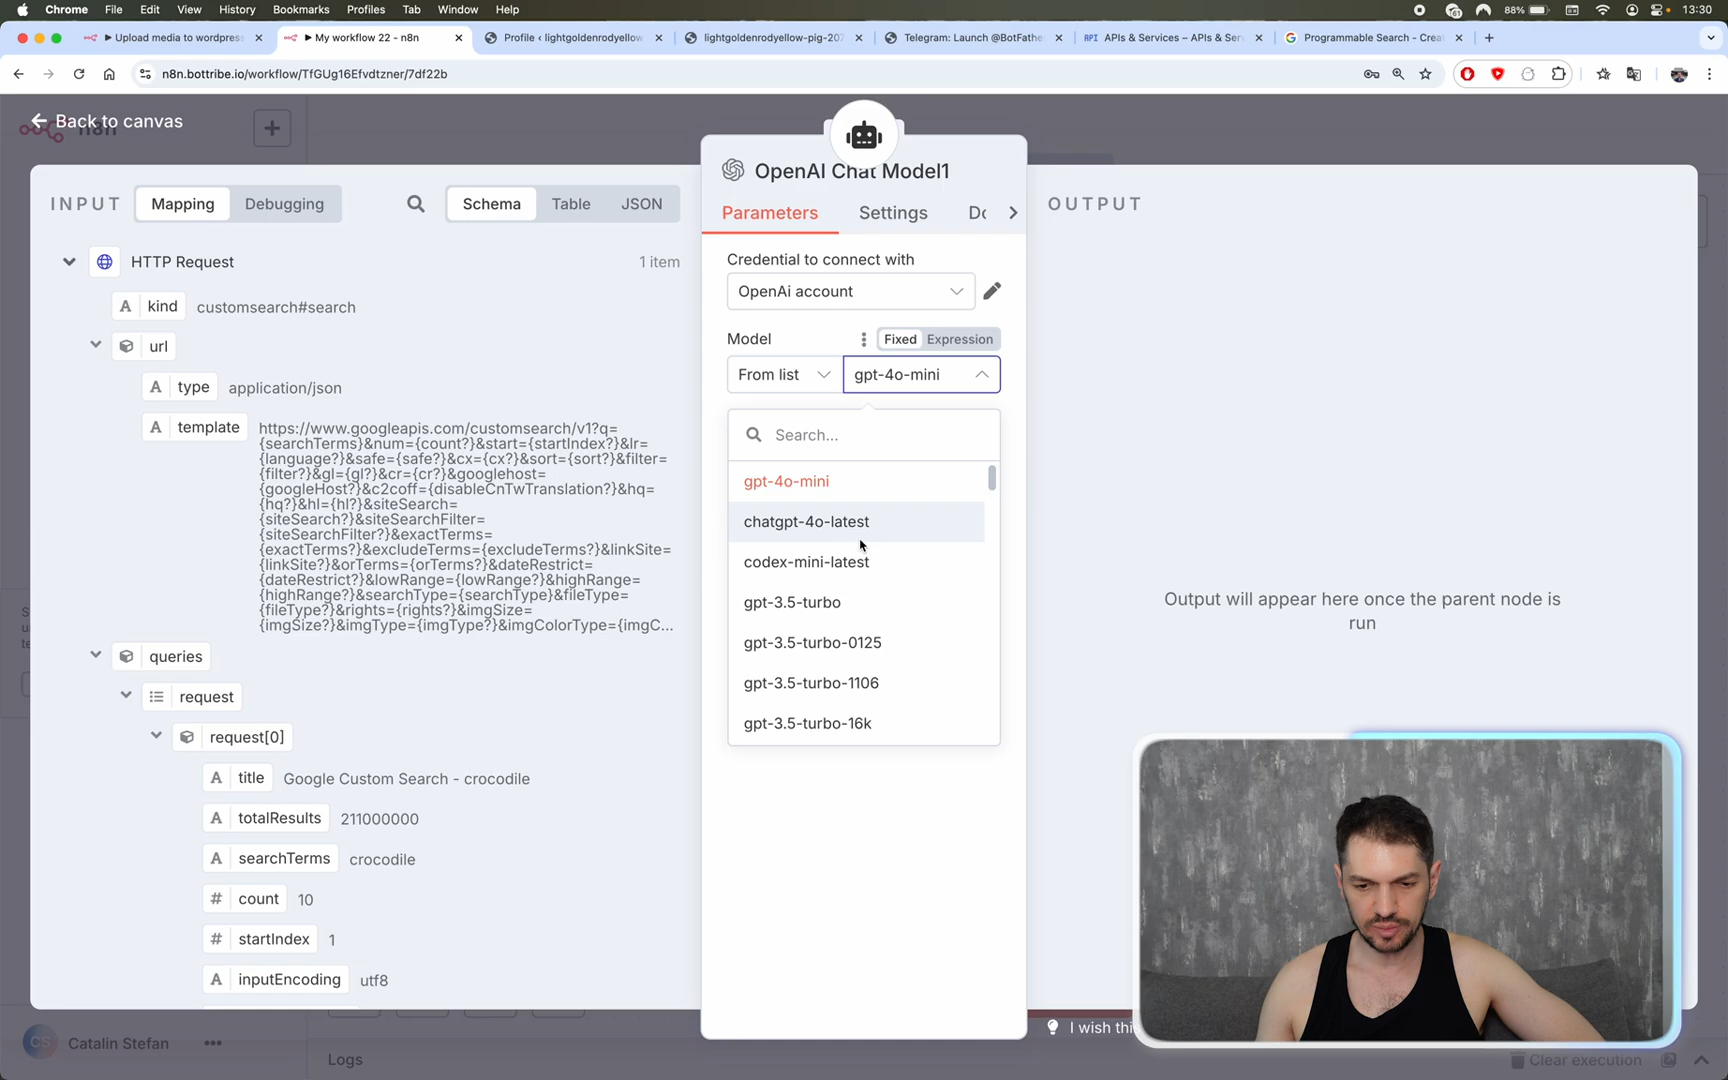 Chrome File Edit View History Bookmarks Profiles Tab Window Help 61 88% 13:30
Upload media to wordpress My workflow 22 - n8n Profile ‹ lightgoldenrodyellow lightgoldenrodyellow-pig-207 Telegram: Launch @BotFathe API APIs & Services – APIs & Ser Programmable Search - Crea
n8n.bottribe.io/workflow/TfGUg16Efvdtzner/7df22b
Back to canvas
n8n
OpenAI Chat Model1
INPUT Mapping Debugging Schema Table JSON
Parameters Settings Do
OUTPUT
HTTP Request 1 item
A kind customsearch#search
url
A type application/json
A template https://www.googleapis.com/customsearch/v1?q=
{searchTerms}&num={count?}&start={startIndex?}&lr=
{language?}&safe={safe?}&cx={cx?}&sort={sort?}&filter=
{filter?}&gl={gl?}&cr={cr?}&googlehost=
{googleHost?}&c2coff={disableCnTwTranslation?}&hq=
{hq?}&hl={hl?}&siteSearch=
{siteSearch?}&siteSearchFilter=
{siteSearchFilter?}&exactTerms=
{exactTerms?}&excludeTerms={excludeTerms?}&linkSite=
{linkSite?}&orTerms={orTerms?}&dateRestrict=
{dateRestrict?}&lowRange={lowRange?}&highRange=
{highRange?}&searchType={searchType}&fileType=
{fileType?}&rights={rights?}&imgSize=
{imgSize?}&imgType={imgType?}&imgColorType={imgC...
queries
request
request[0]
A title Google Custom Search - crocodile
A totalResults 211000000
A searchTerms crocodile
# count 10
# startIndex 1
A inputEncoding utf8
Credential to connect with
OpenAi account
Model Fixed Expression
From list gpt-4o-mini
Search...
gpt-4o-mini
chatgpt-4o-latest
codex-mini-latest
gpt-3.5-turbo
gpt-3.5-turbo-0125
gpt-3.5-turbo-1106
gpt-3.5-turbo-16k
Output will appear here once the parent node is
run
I wish thi
CS Catalin Stefan
Logs
Clear execution